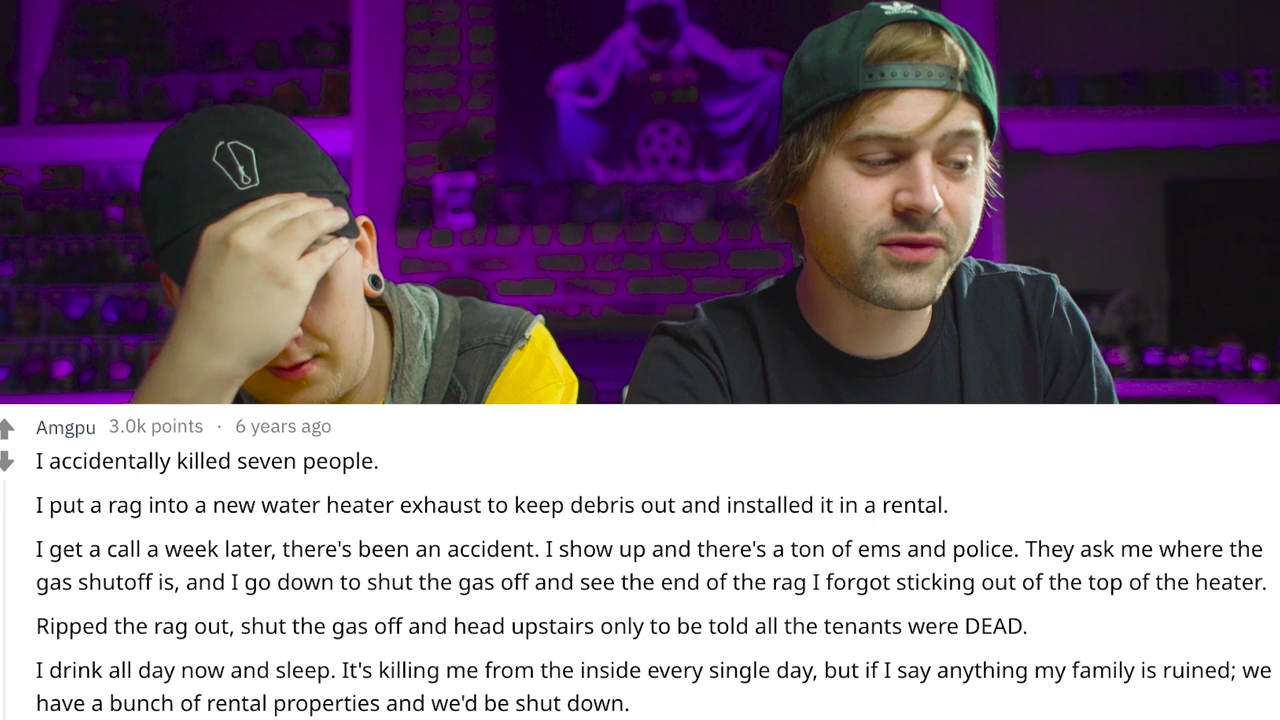 adidas
Amgpu 3.0k points · 6 years ago
I accidentally killed seven people.
I put a rag into a new water heater exhaust to keep debris out and installed it in a rental.
I get a call a week later, there's been an accident. I show up and there's a ton of ems and police. They ask me where the
gas shutoff is, and I go down to shut the gas off and see the end of the rag I forgot sticking out of the top of the heater.
Ripped the rag out, shut the gas off and head upstairs only to be told all the tenants were DEAD.
I drink all day now and sleep. It's killing me from the inside every single day, but if I say anything my family is ruined; we
have a bunch of rental properties and we'd be shut down.